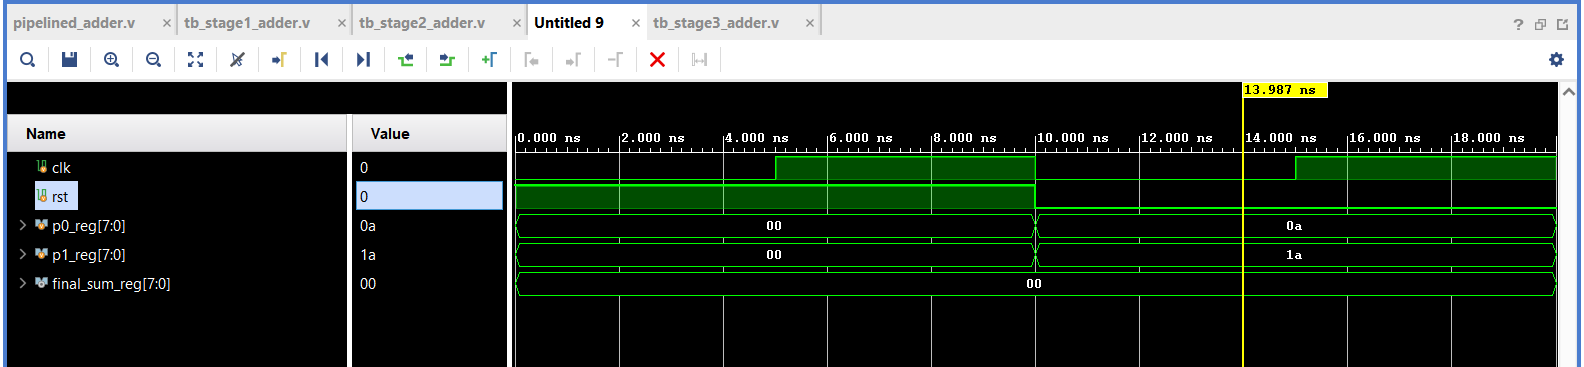 pipelined_adder.v × tb_stage1_adder.v × tb_stage2_adder.v × Untitled 9 × tb_stage3_adder.v × ?
13.987 ns
Name Value 0.000 ns 2.000 ns 4.000 ns 6.000 ns 8.000 ns 10.000 ns 12.000 ns 14.000 ns 16.000 ns 18.000 ns
clk 0
rst 0
p0_reg[7:0] 0a 00 0a
p1_reg[7:0] 1a 00 1a
final_sum_reg[7:0] 00 00